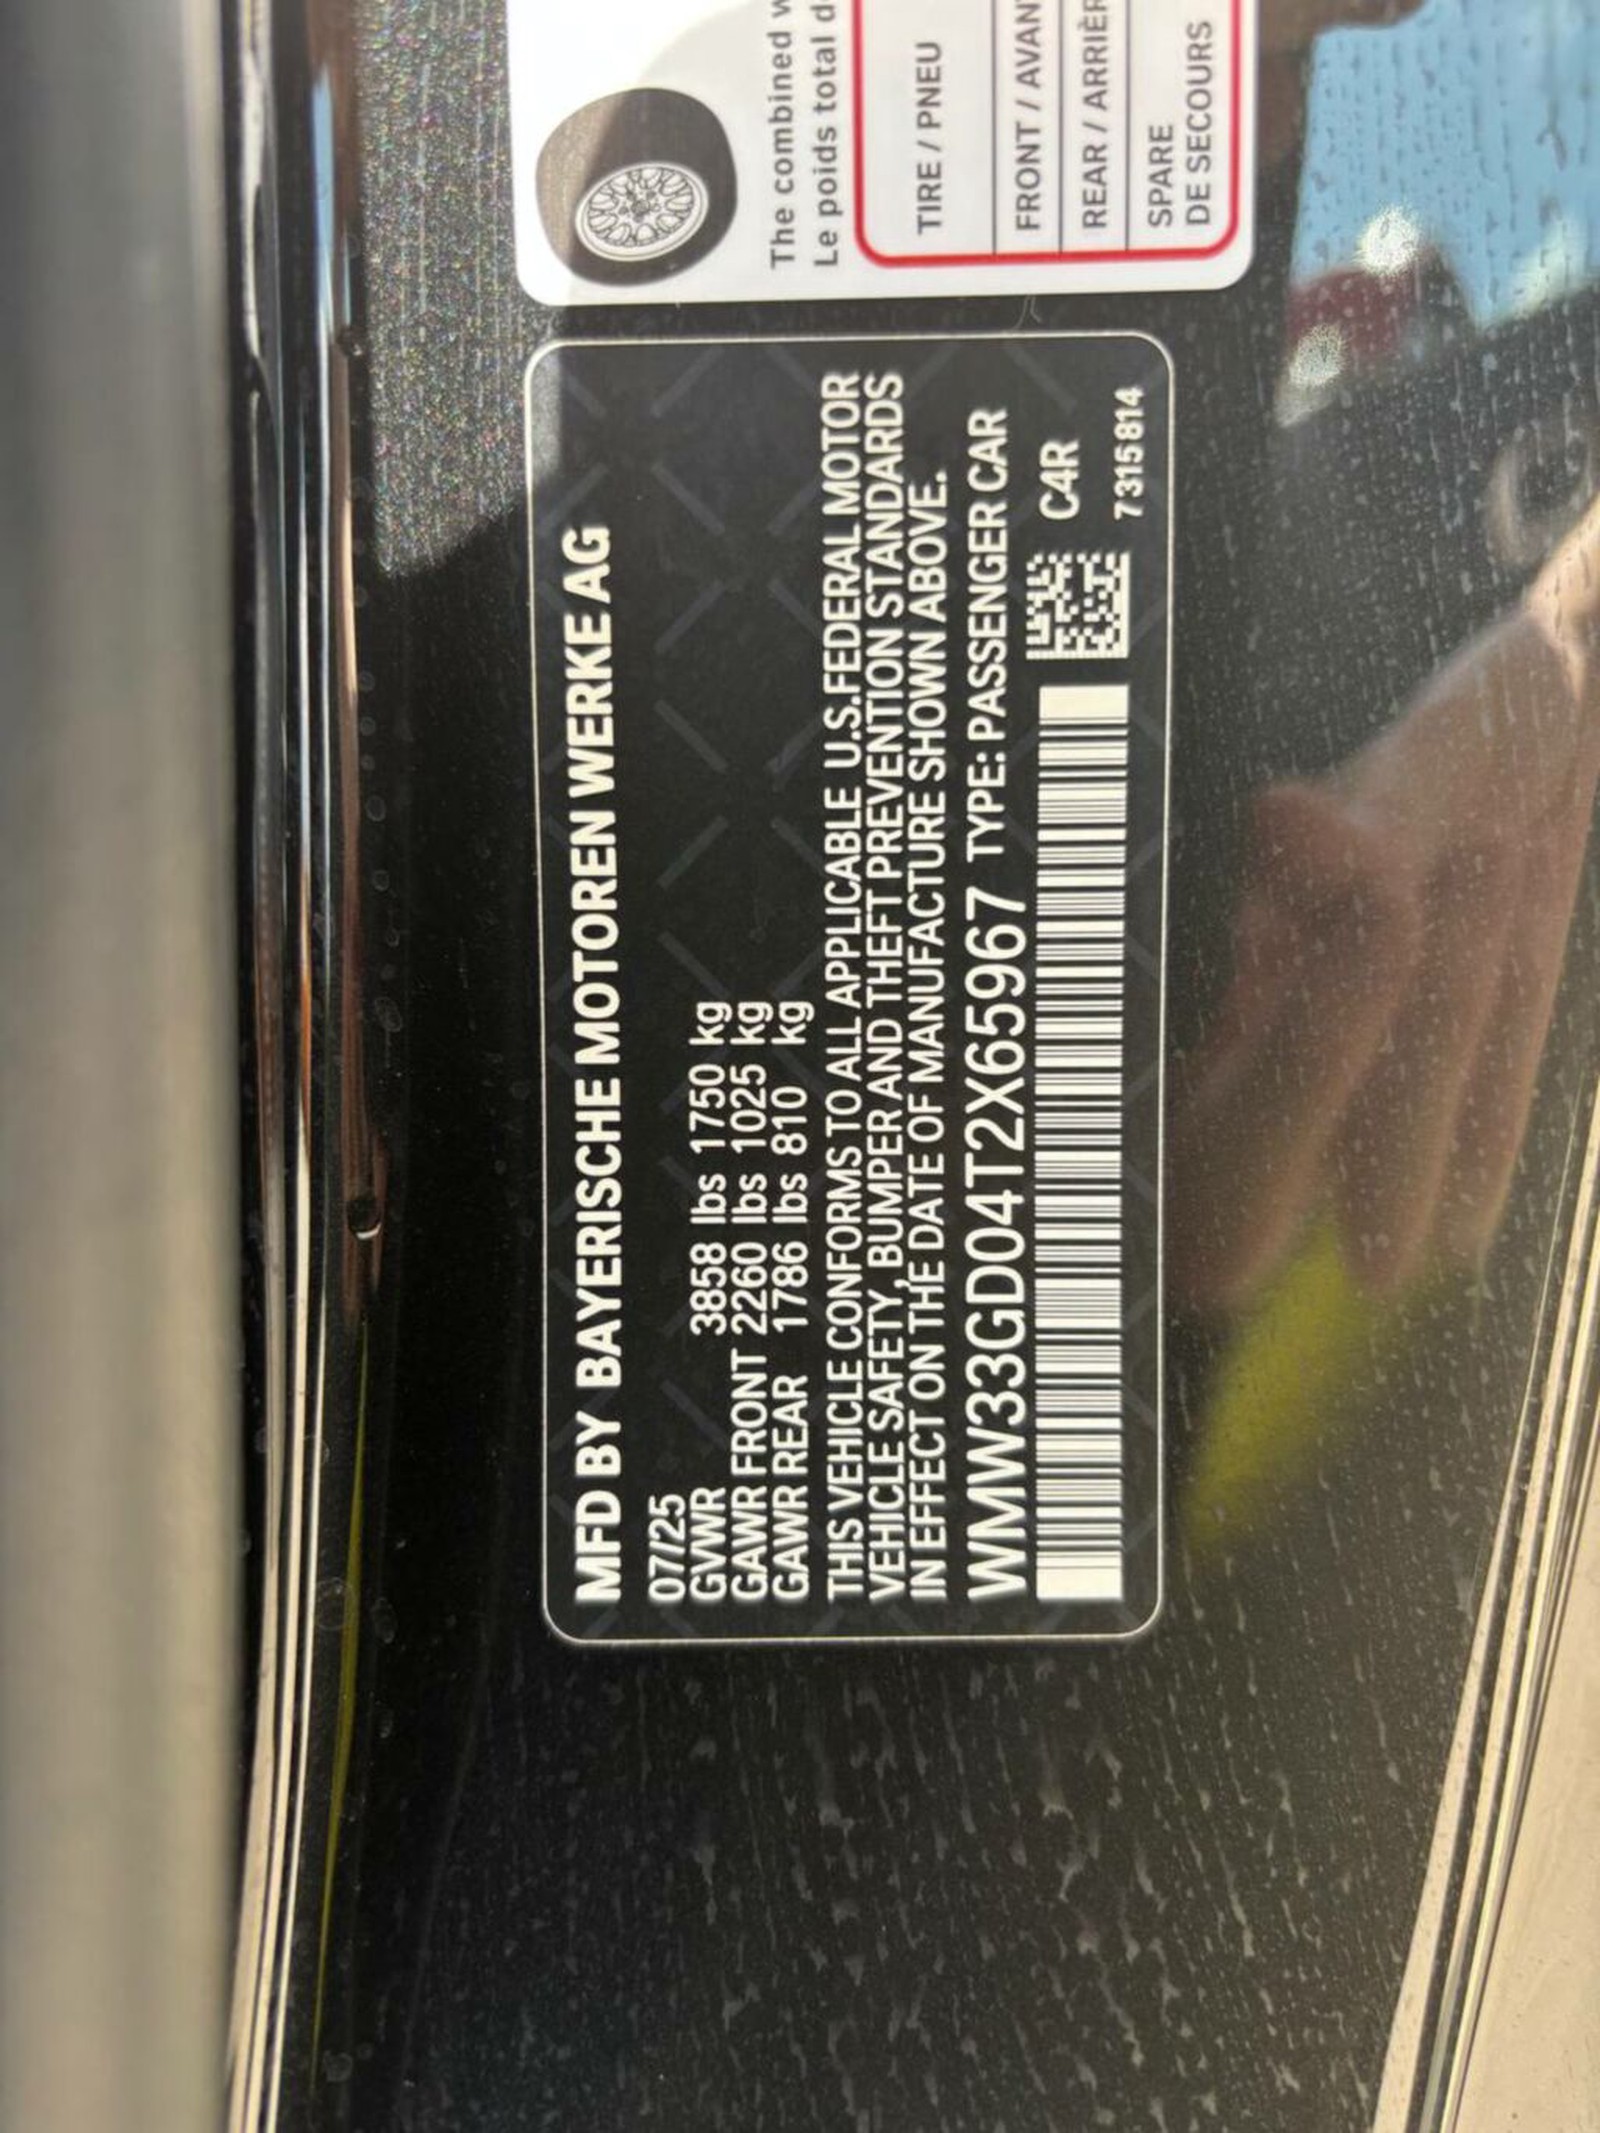 MFD BY BAYERISCHE MOTOREN WERKE AG
07/25
GVWR 3858 lbs 1750 kg
GAWR FRONT 2260 lbs 1025 kg
GAWR REAR 1786 lbs 810 kg
THIS VEHICLE CONFORMS TO ALL APPLICABLE U.S.FEDERAL MOTOR
VEHICLE SAFETY, BUMPER AND THEFT PREVENTION STANDARDS
IN EFFECT ON THE DATE OF MANUFACTURE SHOWN ABOVE.
WMW33GD04T2X65967 TYPE: PASSENGER CAR
C4R
7315814
The combined
Le poids total
TIRE / PNEU
FRONT / AVANT
REAR / ARRIÈR
SPARE
DE SECOURS